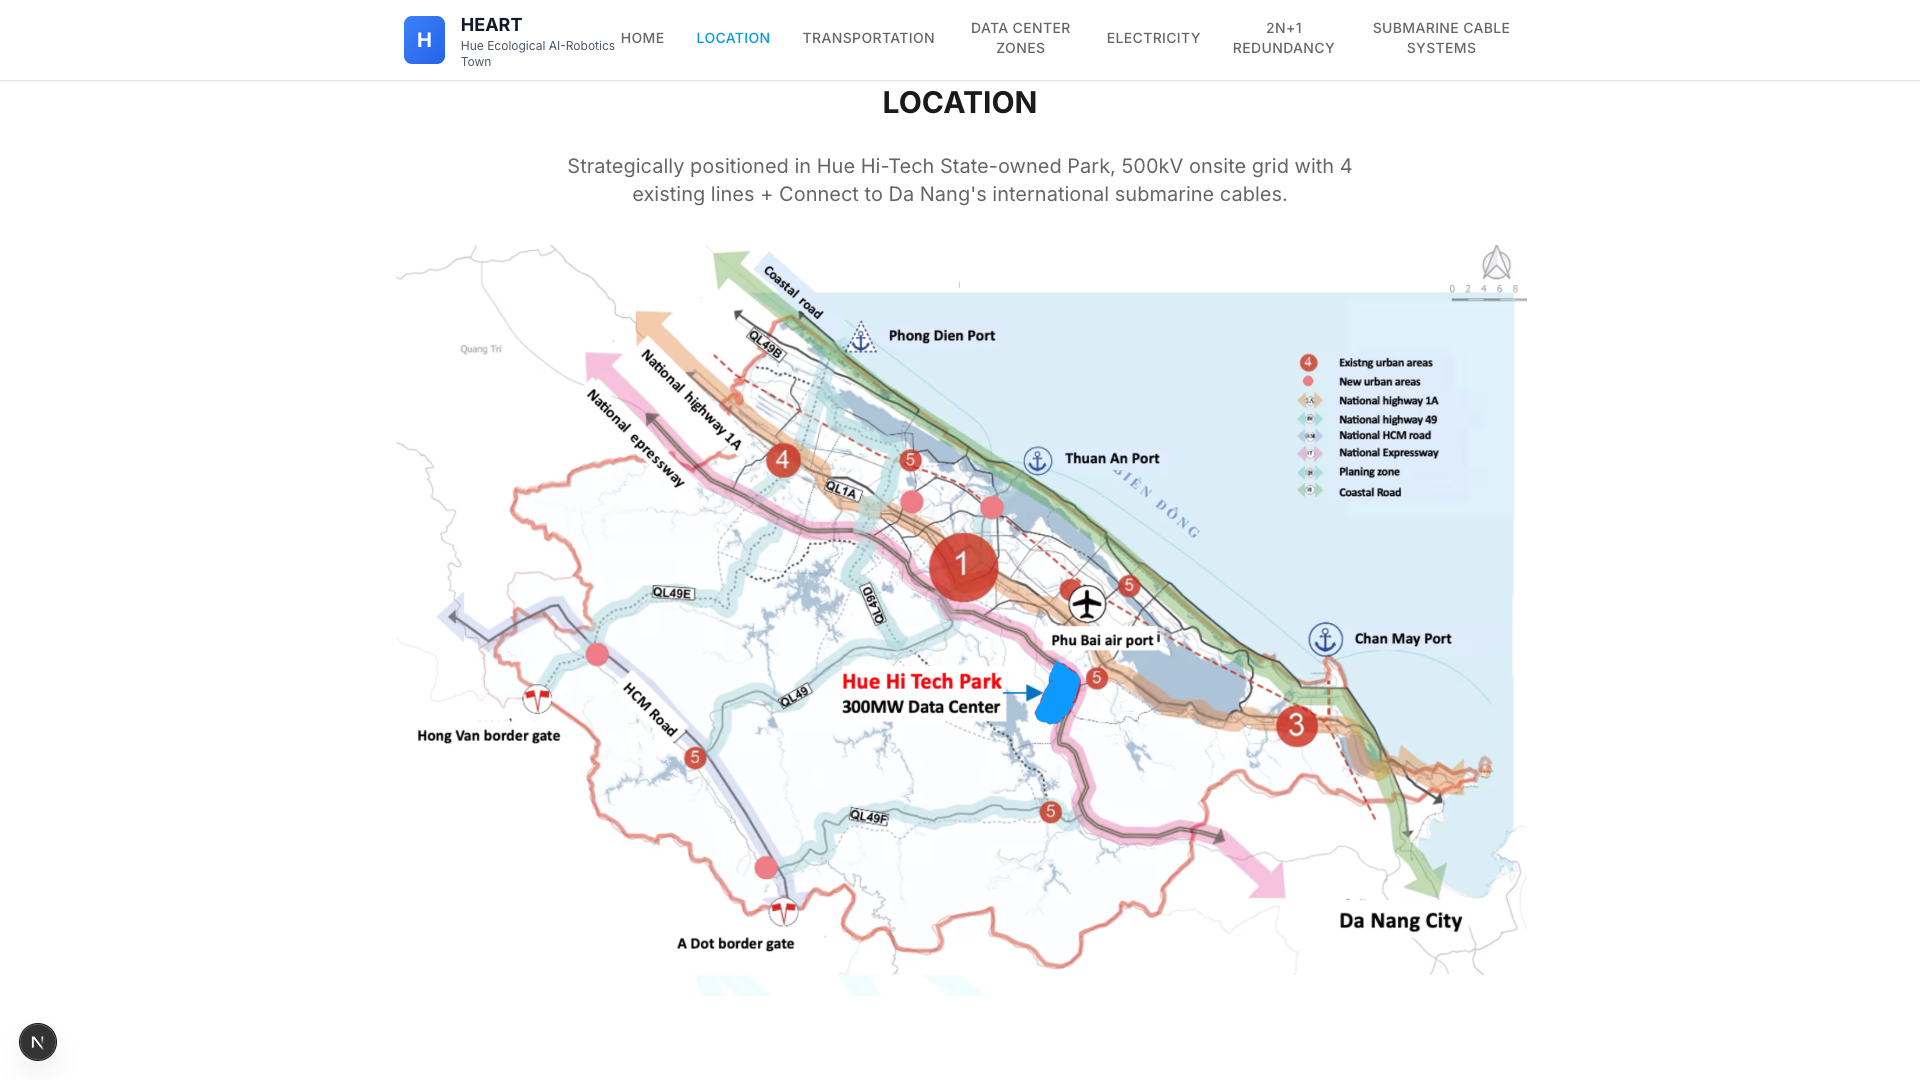 H
HEART
Hue Ecological AI-Robotics
Town
HOME
LOCATION
TRANSPORTATION
DATA CENTER
ZONES
ELECTRICITY
2N+1
REDUNDANCY
SUBMARINE CABLE
SYSTEMS
LOCATION
Strategically positioned in Hue Hi-Tech State-owned Park, 500kV onsite grid with 4
existing lines + Connect to Da Nang's international submarine cables.
Coastal road
0 2 4 6 8
QL49B
Phong Dien Port
Quang Tri
National highway 1A
4 Existng urban areas
New urban areas
National highway 1A
National highway 49
National HCM road
National Expressway
Planing zone
Coastal Road
National epressway
4
5
Thuan An Port
BIỂN ĐÔNG
QL1A
1
5
QL49E
QL49D
Phu Bai air port
Chan May Port
5
Hue Hi Tech Park
300MW Data Center
HCM Road
QL49
3
Hong Van border gate
5
5
QL49F
Da Nang City
A Dot border gate
N